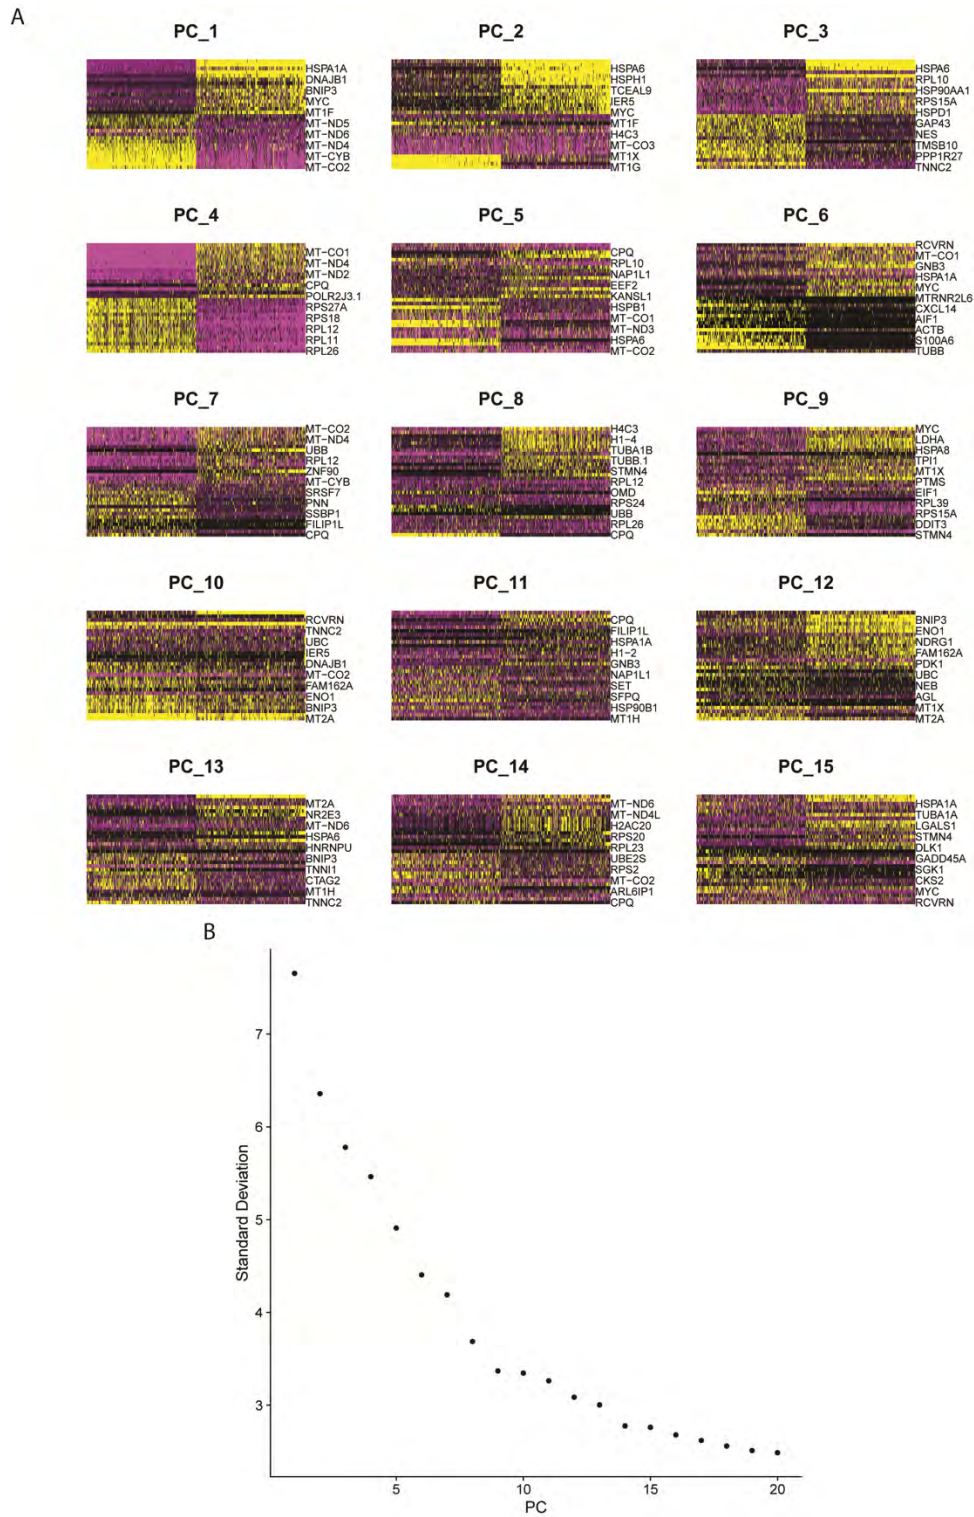 A
PC_1
HSPA1A
DNAJB1
BNIP3
MYC
MT1F
MT-ND5
MT-ND6
MT-ND4
MT-CYB
MT-CO2
PC_2
HSPA6
HSPH1
TCEAL9
IER5
MYC
MT1F
H4C3
MT-CO3
MT1X
MT1G
PC_3
HSPA6
RPL10
HSP90AA1
RPS15A
HSPD1
GAP43
NES
TMSB10
PPP1R27
TNNC2
PC_4
MT-CO1
MT-ND4
MT-ND2
CPQ
POLR2J3.1
RPS27A
RPS18
RPL12
RPL11
RPL26
PC_5
CPQ
RPL10
NAP1L1
EEF2
KANSL1
HSPB1
MT-CO1
MT-ND3
HSPA6
MT-CO2
PC_6
RCVRN
MT-CO1
GNB3
HSPA1A
MYC
MTRNR2L6
CXCL14
AIF1
ACTB
S100A6
TUBB
PC_7
MT-CO2
MT-ND4
UBB
RPL12
ZNF90
MT-CYB
SRSF7
PNN
SSBP1
FILIP1L
CPQ
PC_8
H4C3
H1-4
TUBA1B
TUBB.1
STMN4
RPL12
OMD
RPS24
UBB
RPL26
CPQ
PC_9
MYC
LDHA
HSPA8
TPI1
MT1X
PTMS
EIF1
RPL39
RPS15A
DDIT3
STMN4
PC_10
RCVRN
TNNC2
UBC
IER5
DNAJB1
MT-CO2
FAM162A
ENO1
BNIP3
MT2A
PC_11
CPQ
FILIP1L
HSPA1A
H1-2
GNB3
NAP1L1
SET
SFPQ
HSP90B1
MT1H
PC_12
BNIP3
ENO1
NDRG1
FAM162A
PDK1
UBC
NEB
AGL
MT1X
MT2A
PC_13
MT2A
NR2E3
MT-ND6
HSPA6
HNRNPU
BNIP3
TNNI1
CTAG2
MT1H
TNNC2
PC_14
MT-ND6
MT-ND4L
H2AC20
RPS20
RPL23
UBE2S
RPS2
MT-CO2
ARL6IP1
CPQ
PC_15
HSPA1A
TUBA1A
LGALS1
STMN4
DLK1
GADD45A
SGK1
CKS2
MYC
RCVRN
B
7
6
5
4
3
Standard Deviation
5
10
15
20
PC